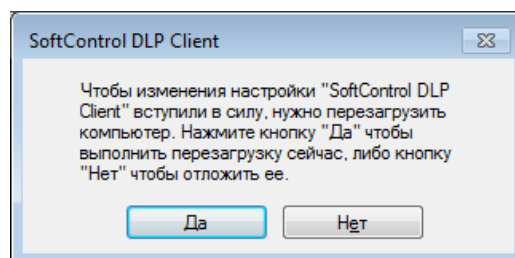 SoftControl DLP Client
Чтобы изменения настройки "SoftControl DLP
Client" вступили в силу, нужно перезагрузить
компьютер. Нажмите кнопку "Да" чтобы
выполнить перезагрузку сейчас, либо кнопку
"Нет" чтобы отложить ее.
Да
Нет